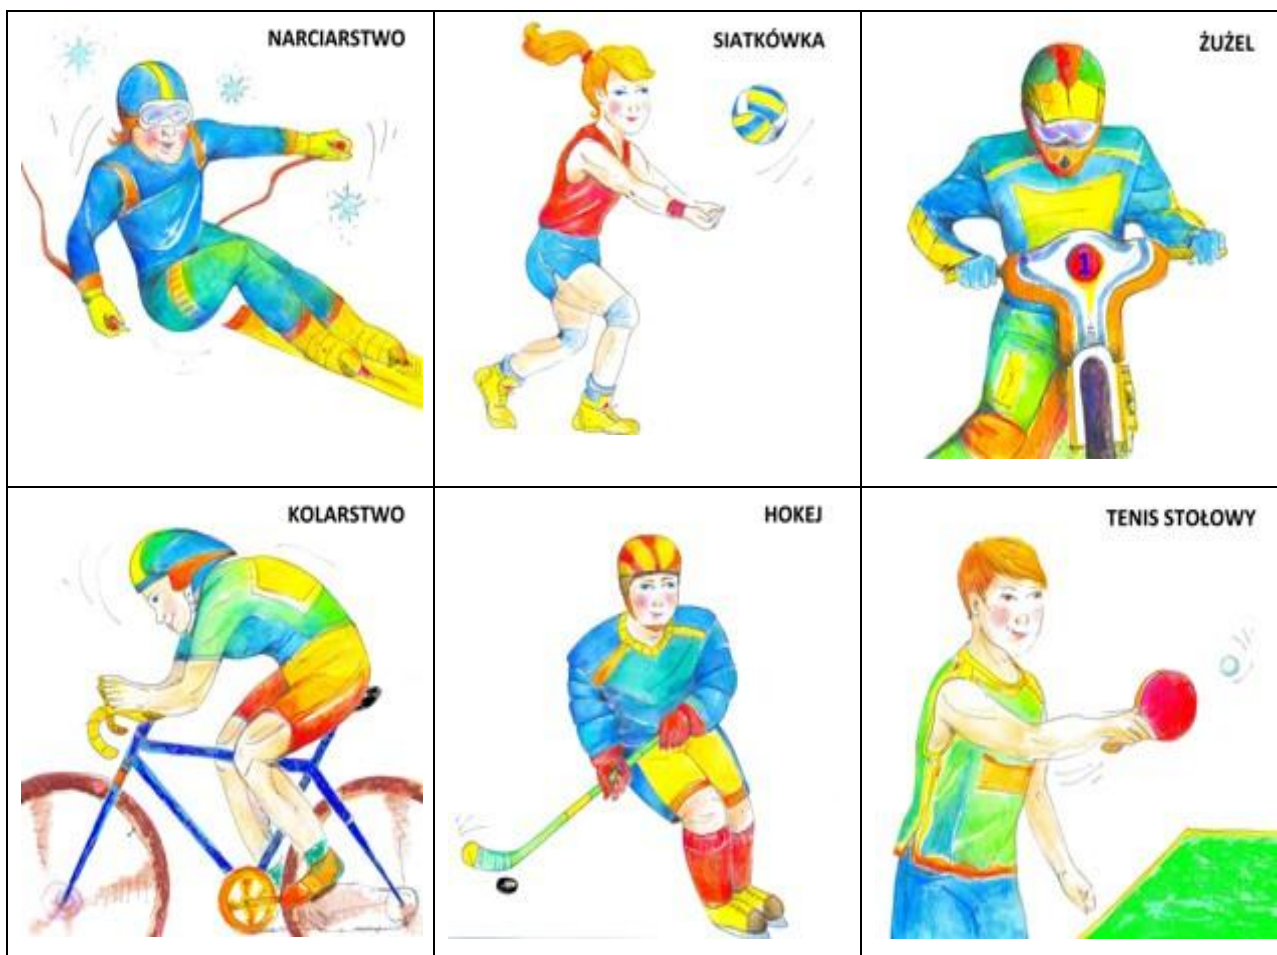 NARCIARSTWO
SIATKÓWKA
ŻUŻEL
1
KOLARSTWO
HOKEJ
TENIS STOŁOWY